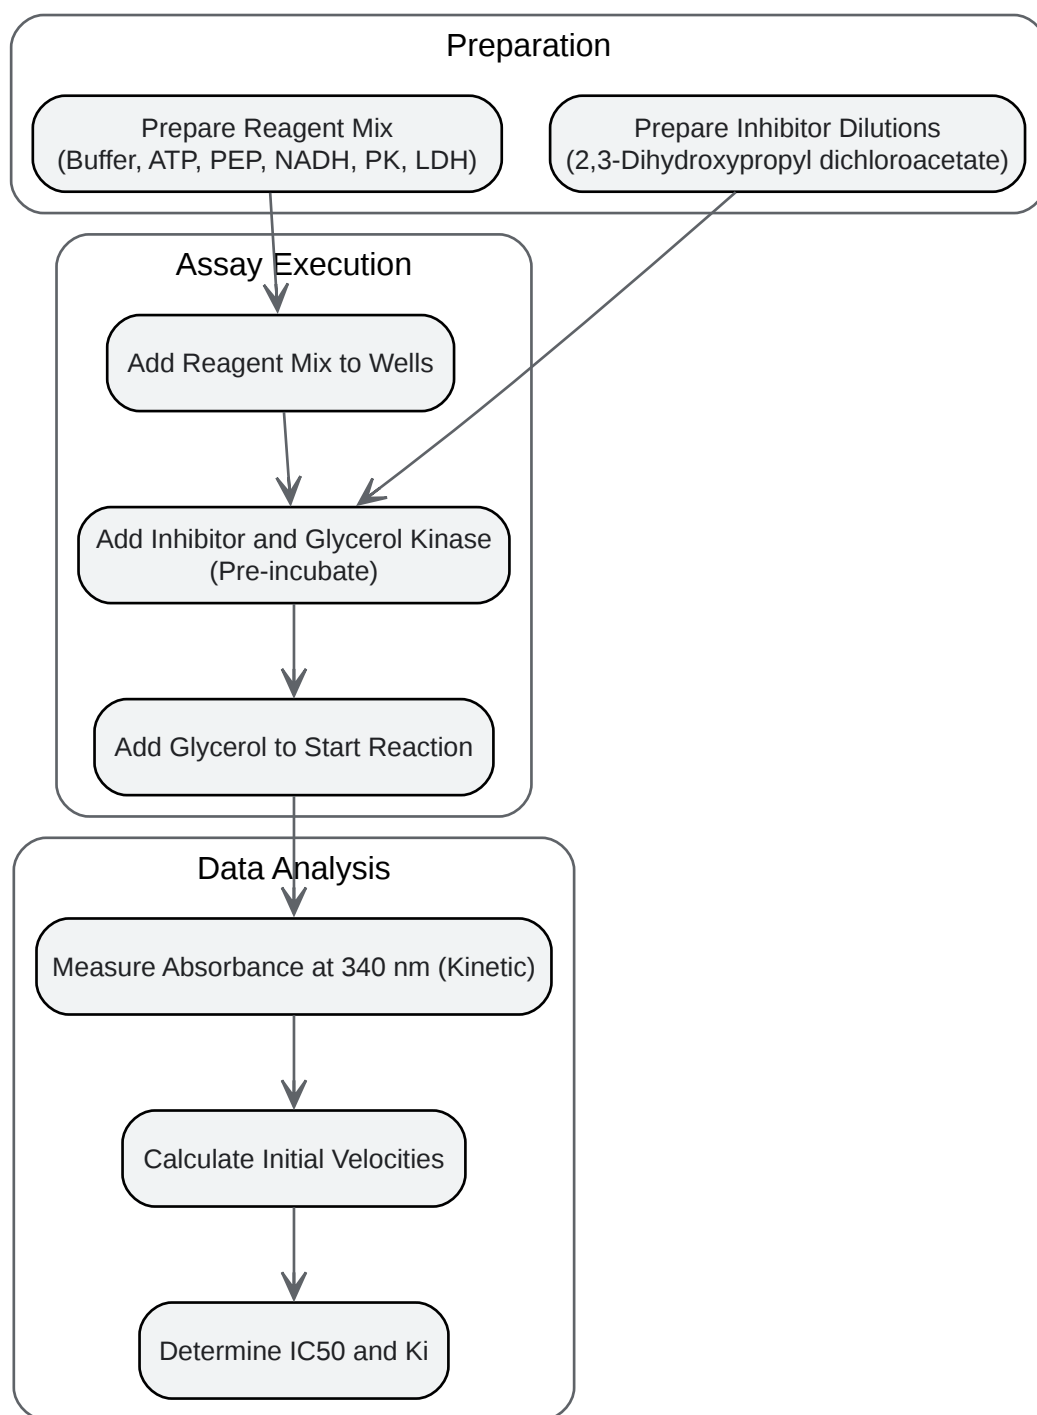 Preparation
Prepare Reagent Mix
(Buffer, ATP, PEP, NADH, PK, LDH)
Prepare Inhibitor Dilutions
(2,3-Dihydroxypropyl dichloroacetate)
Assay Execution
Add Reagent Mix to Wells
Add Inhibitor and Glycerol Kinase
(Pre-incubate)
Add Glycerol to Start Reaction
Data Analysis
Measure Absorbance at 340 nm (Kinetic)
Calculate Initial Velocities
Determine IC50 and Ki